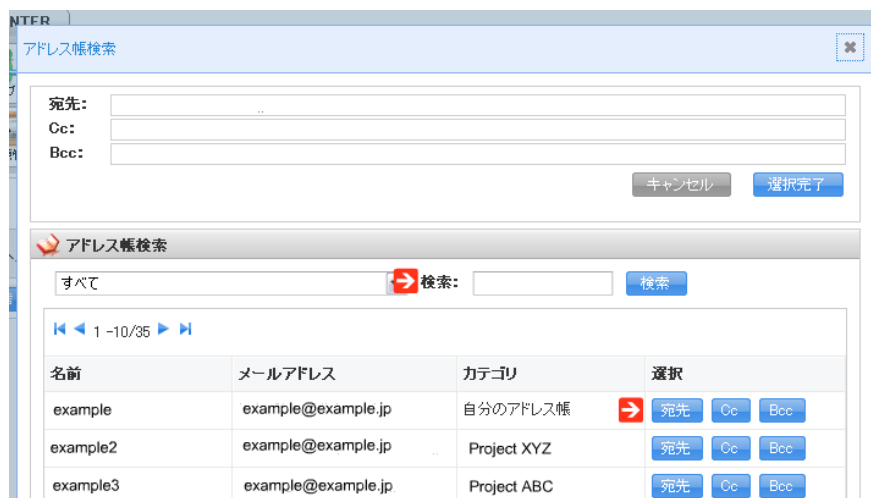 NTER
アドレス帳検索
宛先:
Cc:
Bcc:
キャンセル 選択完了
アドレス帳検索
すべて 検索: 検索
1 -10/35
名前 メールアドレス カテゴリ 選択
example example@example.jp 自分のアドレス帳 宛先 Cc Bcc
example2 example@example.jp Project XYZ 宛先 Cc Bcc
example3 example@example.jp Project ABC 宛先 Cc Bcc